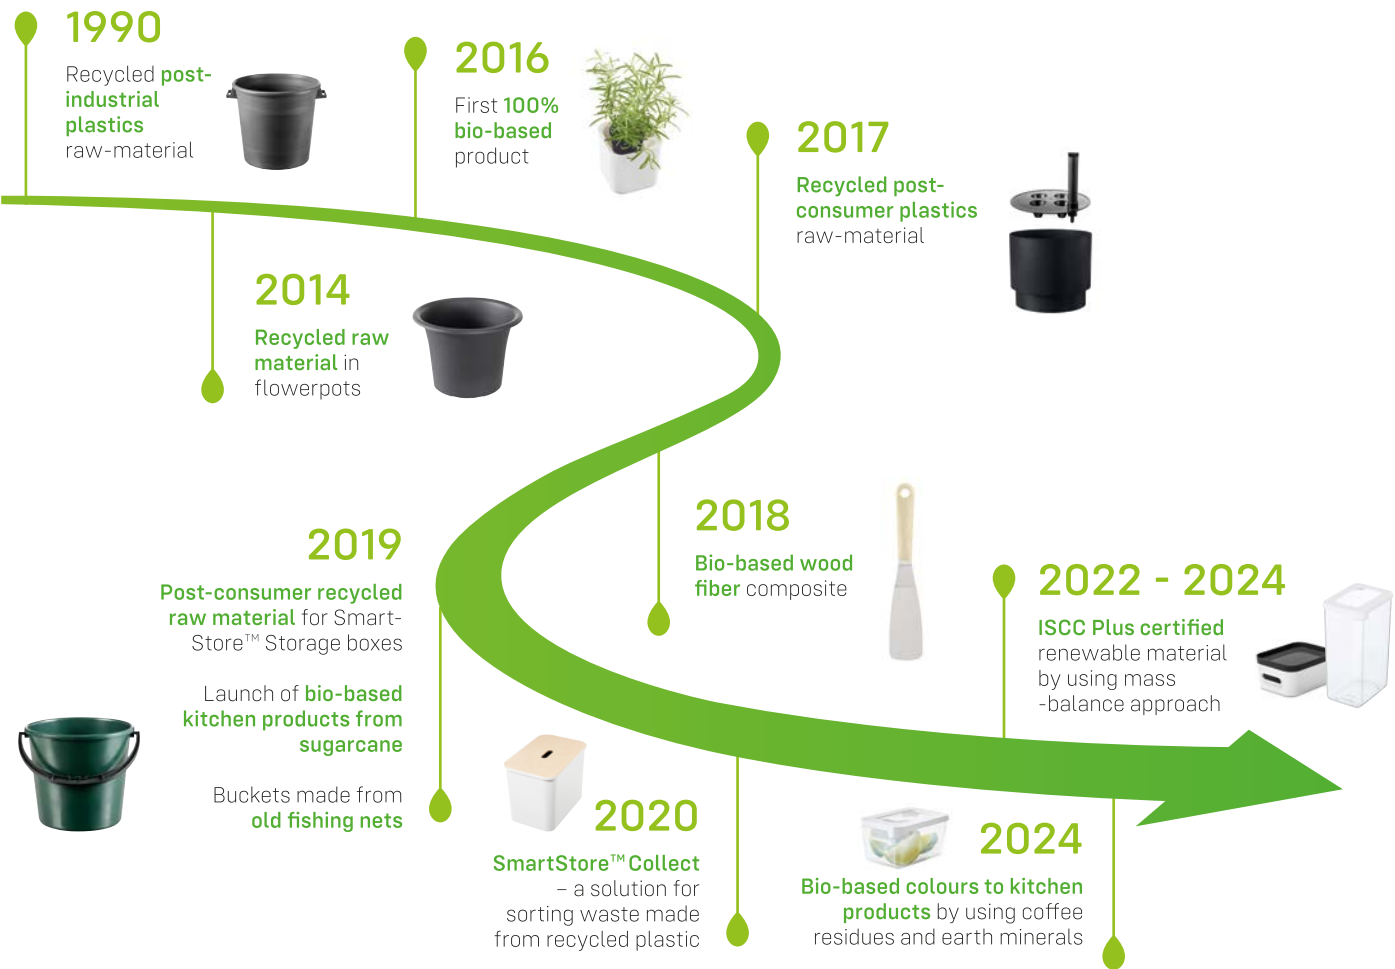 1990
Recycled post-
industrial
plastics
raw-material
2016
First 100%
bio-based
product
2017
Recycled post-
consumer plastics
raw-material
2014
Recycled raw
material in
flowerpots
2018
Bio-based wood
fiber composite
2019
Post-consumer recycled
raw material for Smart-
Store™ Storage boxes
Launch of bio-based
kitchen products from
sugarcane
Buckets made from
old fishing nets
2022 - 2024
ISCC Plus certified
renewable material
by using mass
-balance approach
2020
SmartStore™ Collect
– a solution for
sorting waste made
from recycled plastic
2024
Bio-based colours to kitchen
products by using coffee
residues and earth minerals